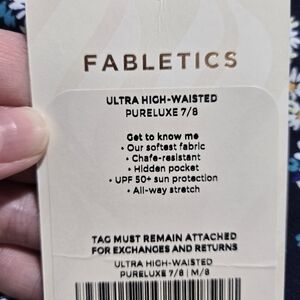 FABLETICS
ULTRA HIGH-WAISTED
PURELUXE 7/8
Get to know me
• Our softest fabric
• Chafe-resistant
• Hidden pocket
• UPF 50+ sun protection
• All-way stretch
TAG MUST REMAIN ATTACHED
FOR EXCHANGES AND RETURNS
ULTRA HIGH-WAISTED
PURELUXE 7/8 | M/8